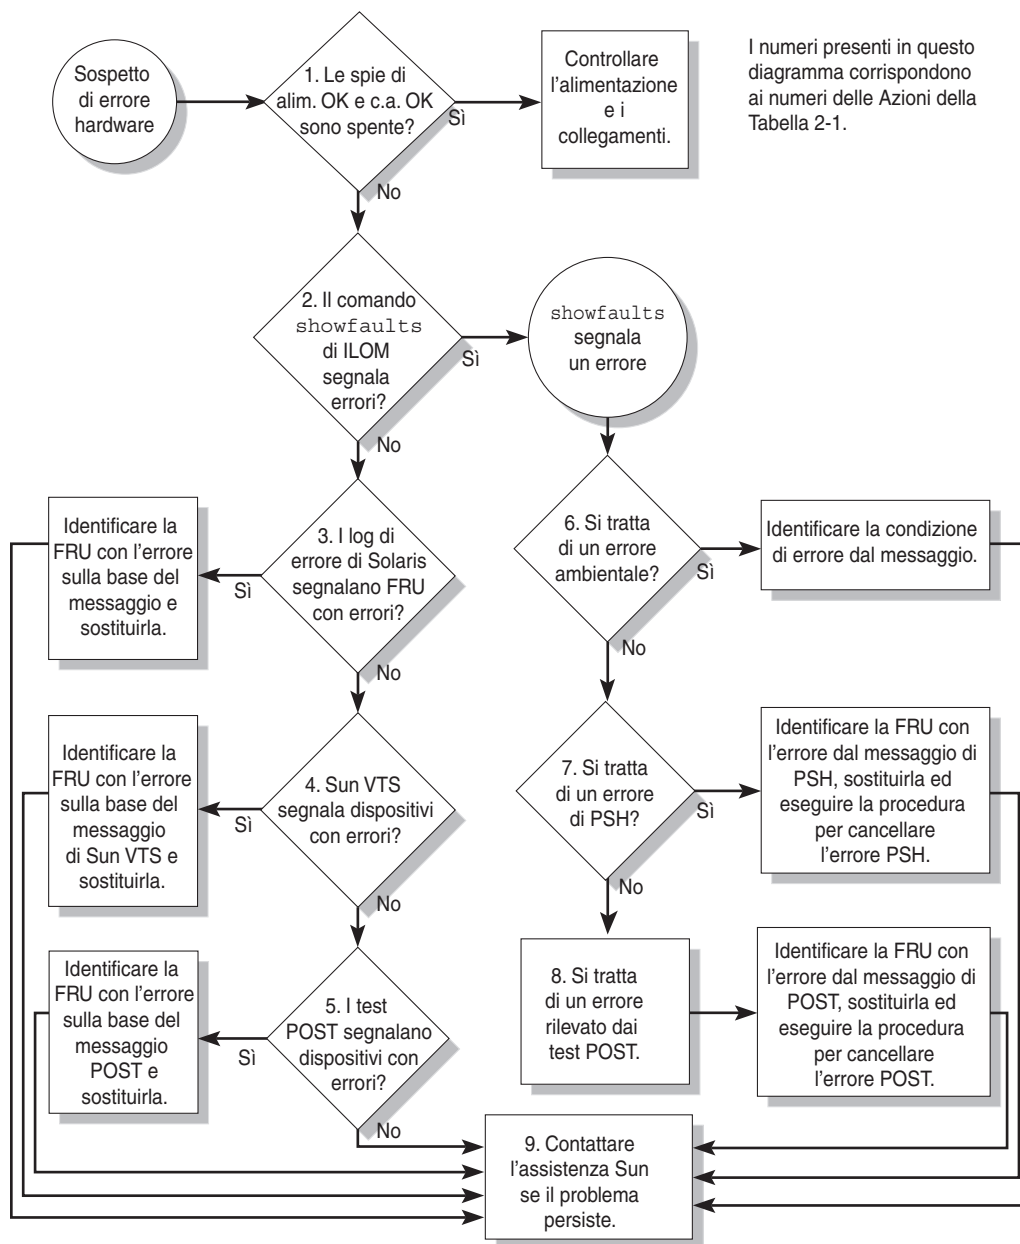 Sospetto
di errore
hardware
1. Le spie di
alim. OK e c.a. OK
sono spente?
Sì
No
Controllare
l'alimentazione
e i
collegamenti.
I numeri presenti in questo
diagramma corrispondono
ai numeri delle Azioni della
Tabella 2-1.
2. Il comando
showfaults
di ILOM
segnala
errori?
Sì
No
showfaults
segnala
un errore
3. I log di
errore di Solaris
segnalano FRU
con errori?
Sì
No
Identificare la
FRU con l'errore
sulla base del
messaggio e
sostituirla.
6. Si tratta
di un errore
ambientale?
Sì
No
Identificare la condizione
di errore dal messaggio.
4. Sun VTS
segnala dispositivi
con errori?
Sì
No
Identificare la
FRU con l'errore
sulla base del
messaggio
di Sun VTS e
sostituirla.
7. Si tratta
di un errore
di PSH?
Sì
No
Identificare la FRU con
l'errore dal messaggio di
PSH, sostituirla ed
eseguire la procedura
per cancellare
l'errore PSH.
5. I test
POST segnalano
dispositivi con
errori?
Sì
No
Identificare la
FRU con l'errore
sulla base del
messaggio
POST e
sostituirla.
8. Si tratta
di un errore
rilevato dai
test POST.
Identificare la FRU con
l'errore dal messaggio di
POST, sostituirla ed
eseguire la procedura
per cancellare
l'errore POST.
9. Contattare
l'assistenza Sun
se il problema
persiste.